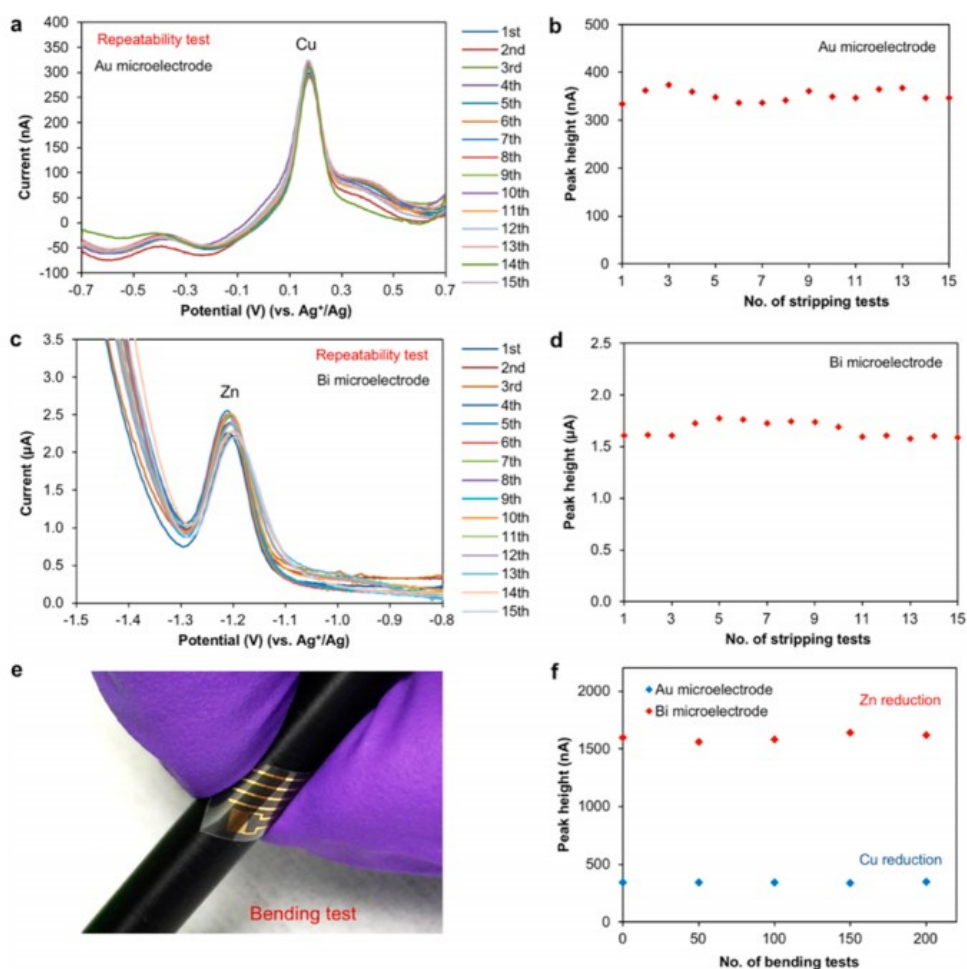 a
Repeatability test
Au microelectrode
Cu
400
350
300
250
200
150
100
50
0
-50
-100
Current (nA)
-0.7 -0.5 -0.3 -0.1 0.1 0.3 0.5 0.7
Potential (V) (vs. Ag⁺/Ag)
1st
2nd
3rd
4th
5th
6th
7th
8th
9th
10th
11th
12th
13th
14th
15th
b
Au microelectrode
500
400
300
200
100
0
Peak height (nA)
1 3 5 7 9 11 13 15
No. of stripping tests
c
Repeatability test
Bi microelectrode
Zn
3.5
3.0
2.5
2.0
1.5
1.0
0.5
0.0
Current (µA)
-1.5 -1.4 -1.3 -1.2 -1.1 -1.0 -0.9 -0.8
Potential (V) (vs. Ag⁺/Ag)
1st
2nd
3rd
4th
5th
6th
7th
8th
9th
10th
11th
12th
13th
14th
15th
d
Bi microelectrode
2.5
2.0
1.5
1.0
0.5
0.0
Peak height (µA)
1 3 5 7 9 11 13 15
No. of stripping tests
e
Bending test
f
Au microelectrode
Bi microelectrode
Zn reduction
Cu reduction
2000
1500
1000
500
0
Peak height (nA)
0 50 100 150 200
No. of bending tests